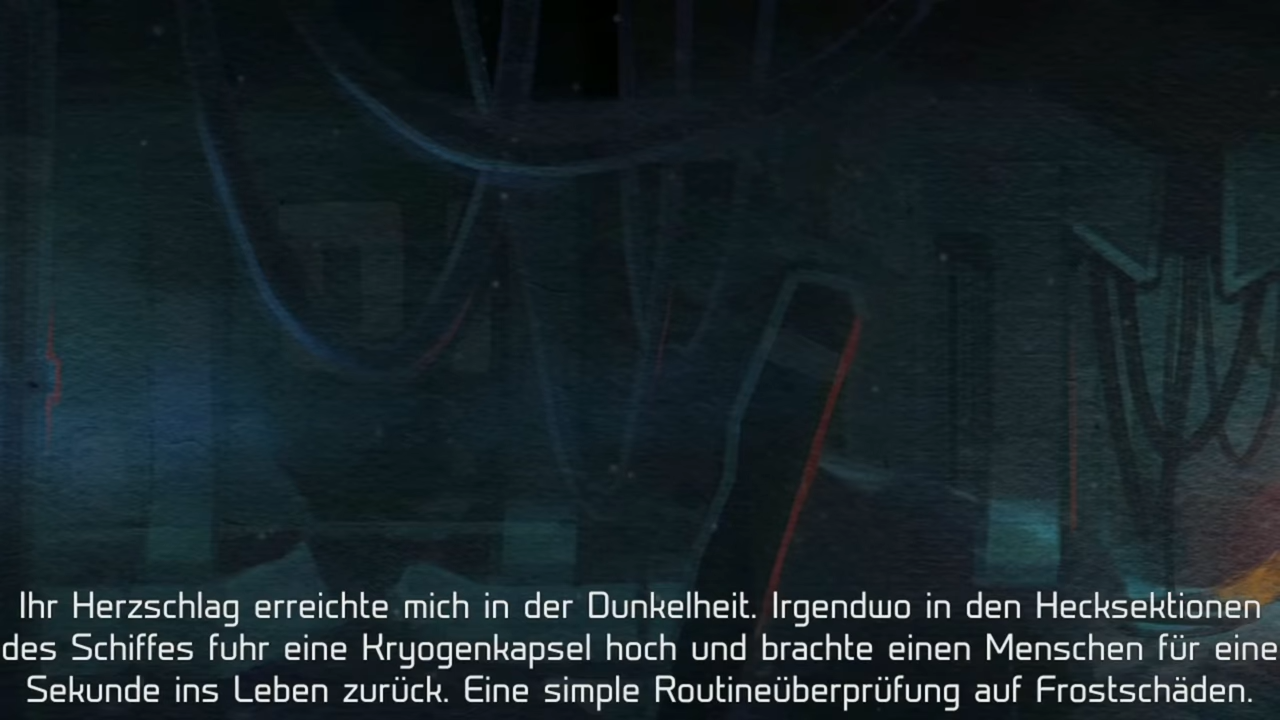 Ihr Herzschlag erreichte mich in der Dunkelheit. Irgendwo in den Hecksektionen
des Schiffes fuhr eine Kryogenkapsel hoch und brachte einen Menschen für eine
Sekunde ins Leben zurück. Eine simple Routineüberprüfung auf Frostschäden.